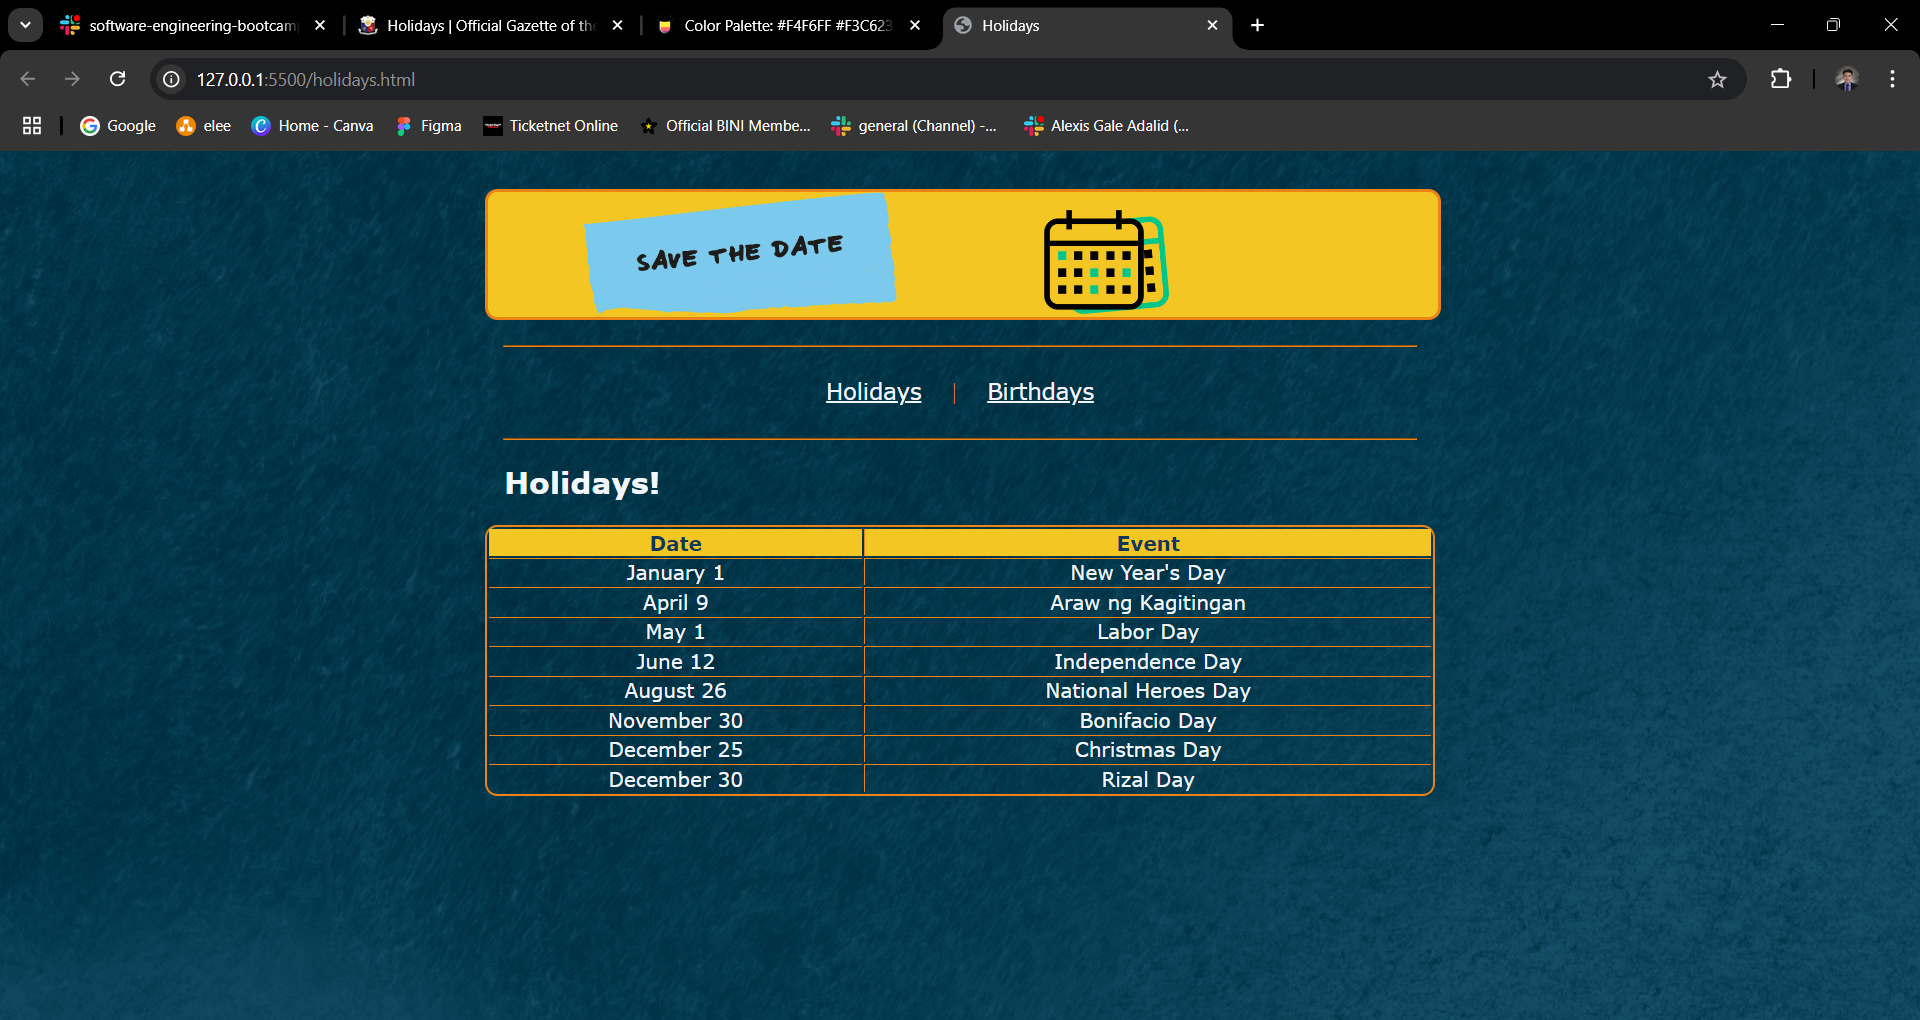 software-engineering-bootcam
Holidays | Official Gazette of the
Color Palette: #F4F6FF #F3C623
Holidays
127.0.0.1:5500/holidays.html
Google
elee
Home - Canva
Figma
Ticketnet Online
Official BINI Membe...
general (Channel) -...
Alexis Gale Adalid (...
SAVE THE DATE
Holidays
Birthdays
Holidays!
Date Event
January 1 New Year's Day
April 9 Araw ng Kagitingan
May 1 Labor Day
June 12 Independence Day
August 26 National Heroes Day
November 30 Bonifacio Day
December 25 Christmas Day
December 30 Rizal Day